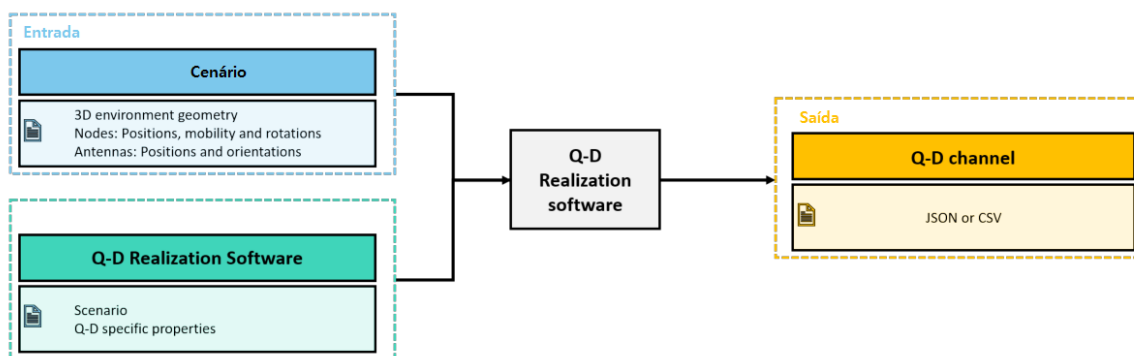 Entrada
Cenário
3D environment geometry
Nodes: Positions, mobility and rotations
Antennas: Positions and orientations
Q-D Realization Software
Scenario
Q-D specific properties
Q-D
Realization
software
Saída
Q-D channel
JSON or CSV